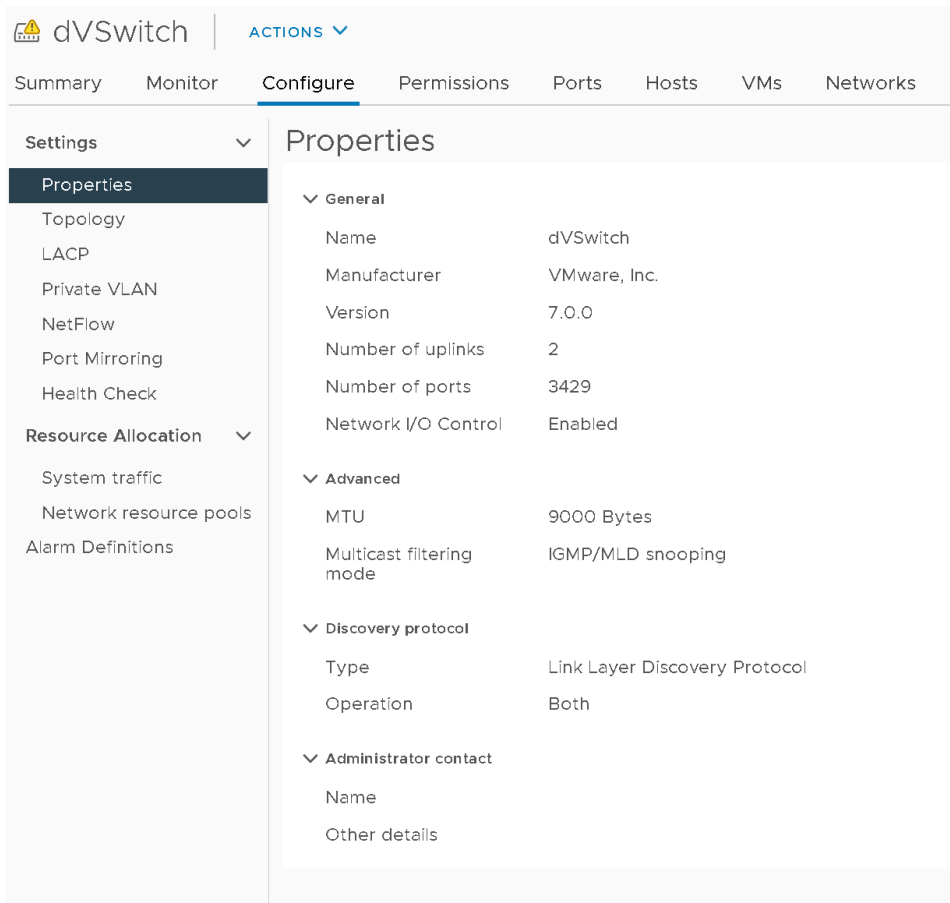 dVSwitch
ACTIONS
Summary Monitor Configure Permissions Ports Hosts VMs Networks
Settings
Properties
Topology
LACP
Private VLAN
NetFlow
Port Mirroring
Health Check
Resource Allocation
System traffic
Network resource pools
Alarm Definitions
Properties
General
Name dVSwitch
Manufacturer VMware, Inc.
Version 7.0.0
Number of uplinks 2
Number of ports 3429
Network I/O Control Enabled
Advanced
MTU 9000 Bytes
Multicast filtering IGMP/MLD snooping
mode
Discovery protocol
Type Link Layer Discovery Protocol
Operation Both
Administrator contact
Name
Other details